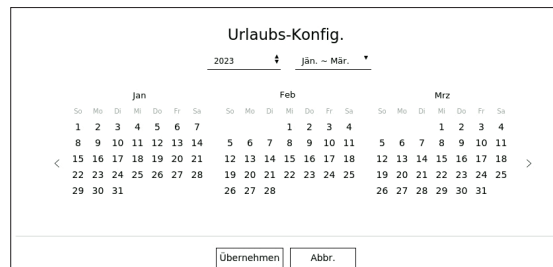 Urlaubs-Konfig.
2023 Jän. ~ Mär.
Jan Feb Mrz
So Mo Di Mi Do Fr Sa So Mo Di Mi Do Fr Sa So Mo Di Mi Do Fr Sa
1 2 3 4 5 6 7 1 2 3 4 1 2 3 4
8 9 10 11 12 13 14 5 6 7 8 9 10 11 5 6 7 8 9 10 11
15 16 17 18 19 20 21 12 13 14 15 16 17 18 12 13 14 15 16 17 18
22 23 24 25 26 27 28 19 20 21 22 23 24 25 19 20 21 22 23 24 25
29 30 31 26 27 28 26 27 28 29 30 31
Übernehmen Abbr.